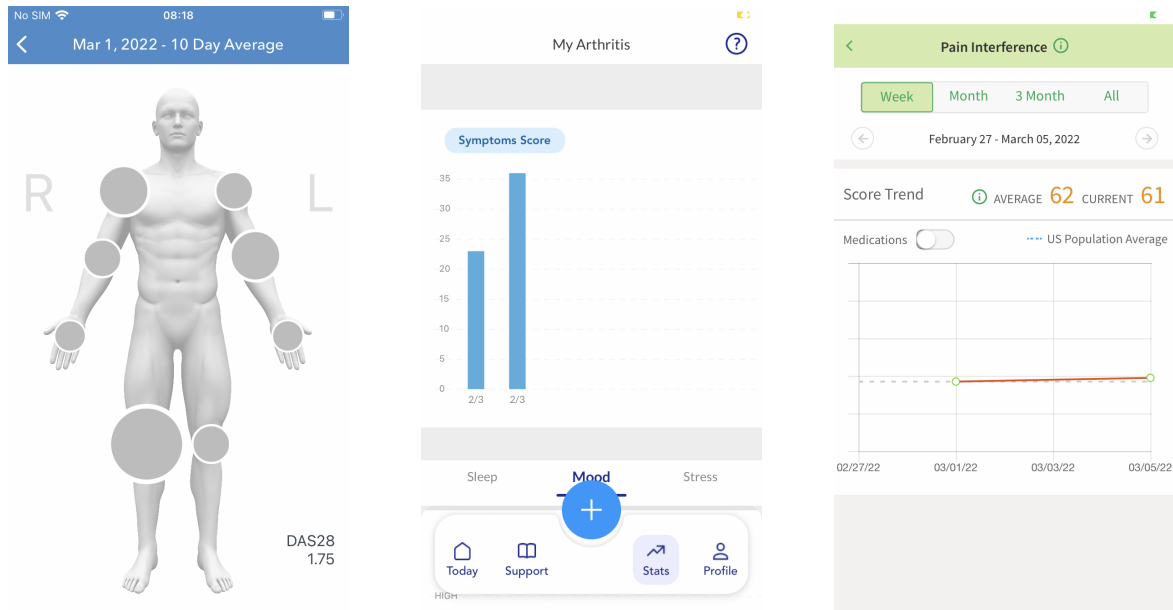 No SIM 08:18
Mar 1, 2022 - 10 Day Average
R L
DAS28
1.75
My Arthritis ?
Symptoms Score
35
30
25
20
15
10
5
0
2/3 2/3
Sleep Mood Stress
+
Today Support Stats Profile
HIGH
Pain Interference i
Week Month 3 Month All
February 27 - March 05, 2022
Score Trend i AVERAGE 62 CURRENT 61
Medications US Population Average
02/27/22 03/01/22 03/03/22 03/05/22